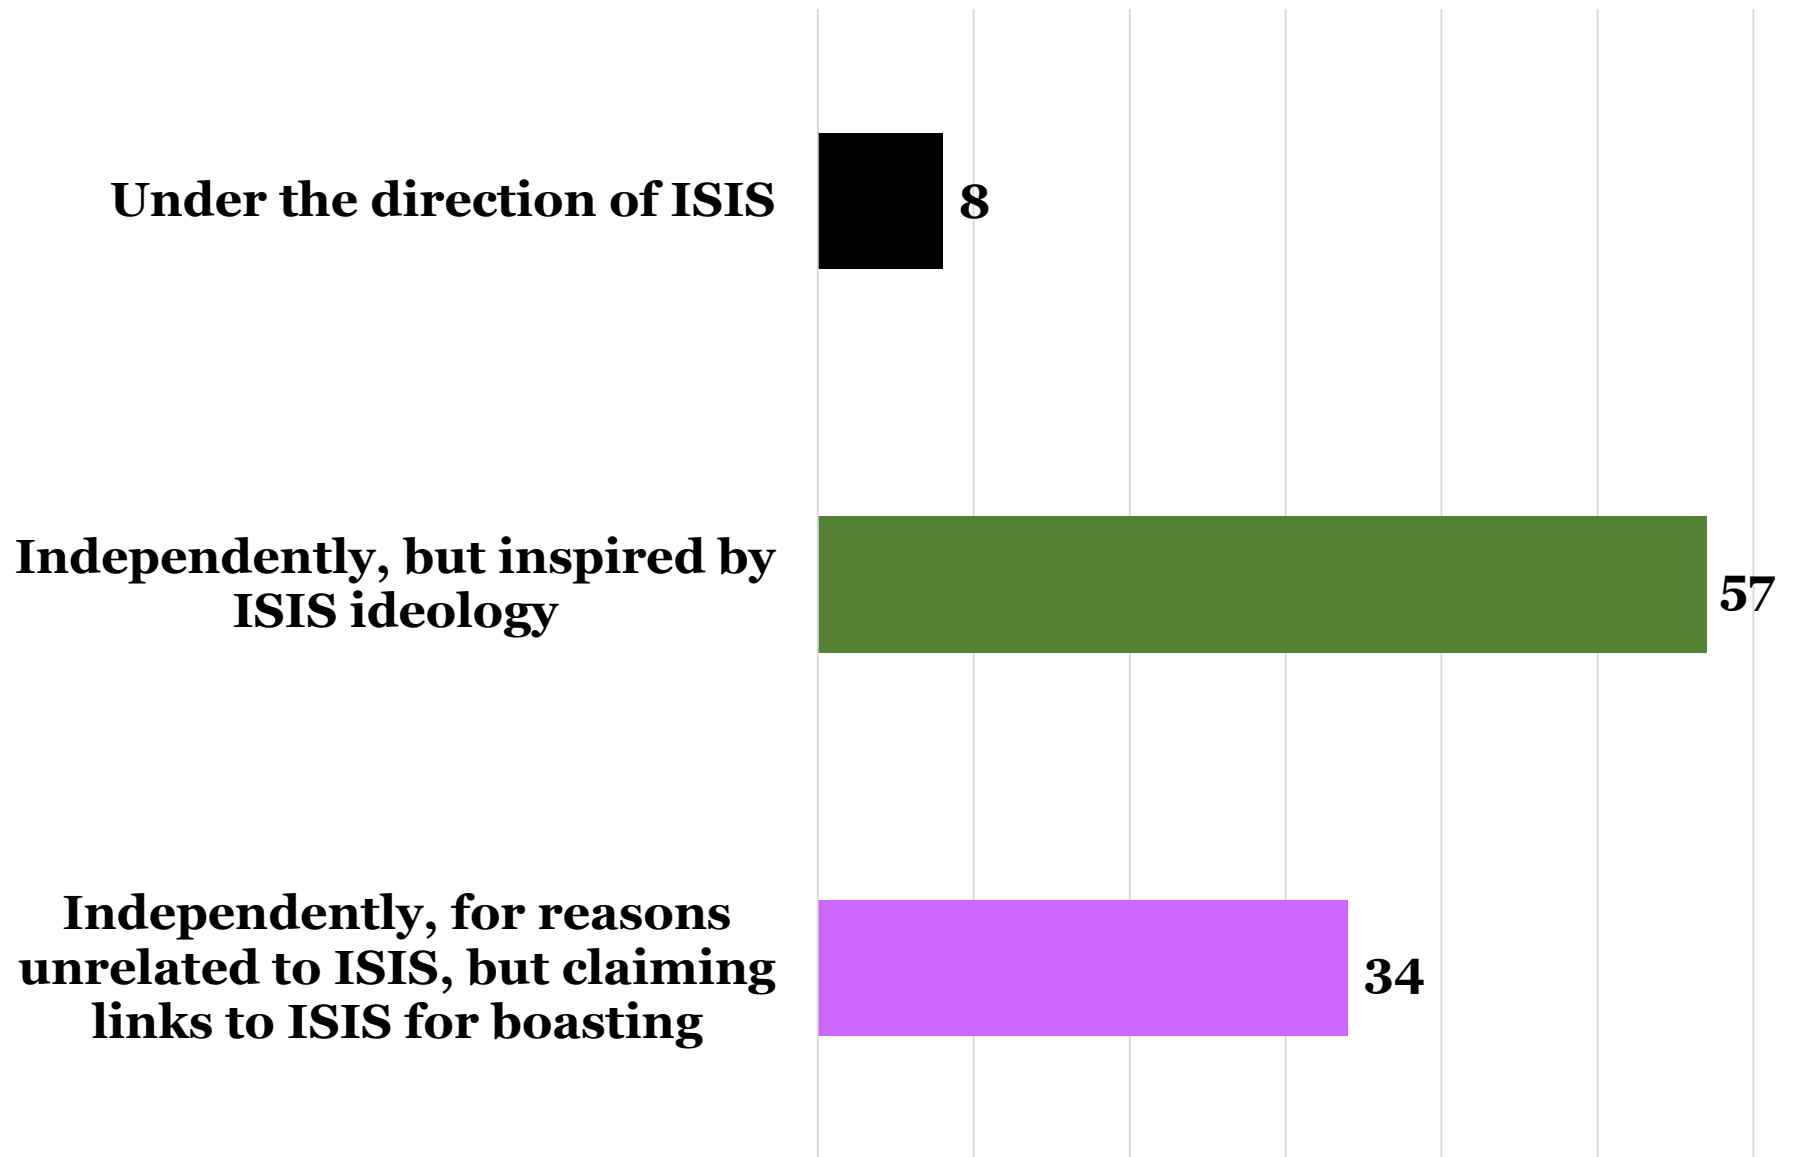 Under the direction of ISIS
8
Independently, but inspired by
ISIS ideology
57
Independently, for reasons
unrelated to ISIS, but claiming
links to ISIS for boasting
34